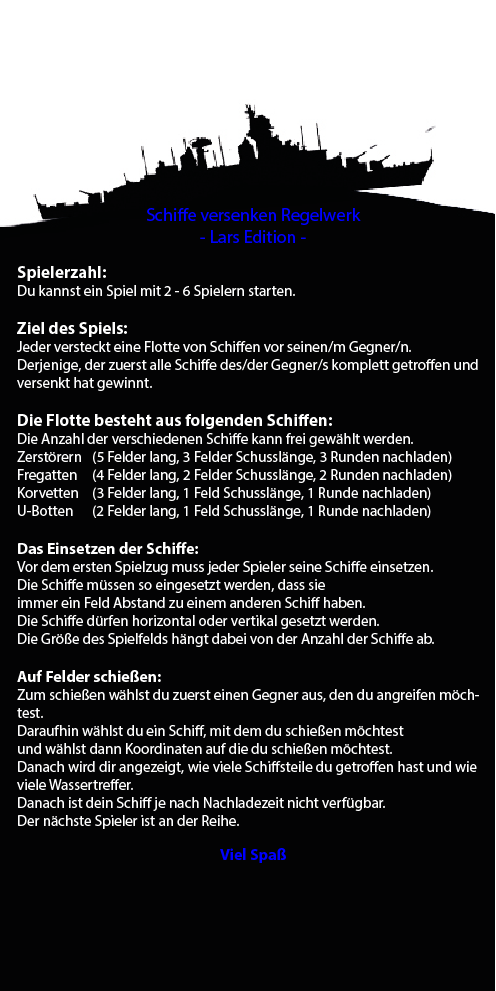 Schiffe versenken Regelwerk
- Lars Edition -
Spielerzahl:
Du kannst ein Spiel mit 2 - 6 Spielern starten.
Ziel des Spiels:
Jeder versteckt eine Flotte von Schiffen vor seinen/m Gegner/n.
Derjenige, der zuerst alle Schiffe des/der Gegner/s komplett getroffen und
versenkt hat gewinnt.
Die Flotte besteht aus folgenden Schiffen:
Die Anzahl der verschiedenen Schiffe kann frei gewählt werden.
Zerstörern (5 Felder lang, 3 Felder Schusslänge, 3 Runden nachladen)
Fregatten (4 Felder lang, 2 Felder Schusslänge, 2 Runden nachladen)
Korvetten (3 Felder lang, 1 Feld Schusslänge, 1 Runde nachladen)
U-Botten (2 Felder lang, 1 Feld Schusslänge, 1 Runde nachladen)
Das Einsetzen der Schiffe:
Vor dem ersten Spielzug muss jeder Spieler seine Schiffe einsetzen.
Die Schiffe müssen so eingesetzt werden, dass sie
immer ein Feld Abstand zu einem anderen Schiff haben.
Die Schiffe dürfen horizontal oder vertikal gesetzt werden.
Die Größe des Spielfelds hängt dabei von der Anzahl der Schiffe ab.
Auf Felder schießen:
Zum schießen wählst du zuerst einen Gegner aus, den du angreifen möch-
test.
Daraufhin wählst du ein Schiff, mit dem du schießen möchtest
und wählst dann Koordinaten auf die du schießen möchtest.
Danach wird dir angezeigt, wie viele Schiffsteile du getroffen hast und wie
viele Wassertreffer.
Danach ist dein Schiff je nach Nachladezeit nicht verfügbar.
Der nächste Spieler ist an der Reihe.
Viel Spaß